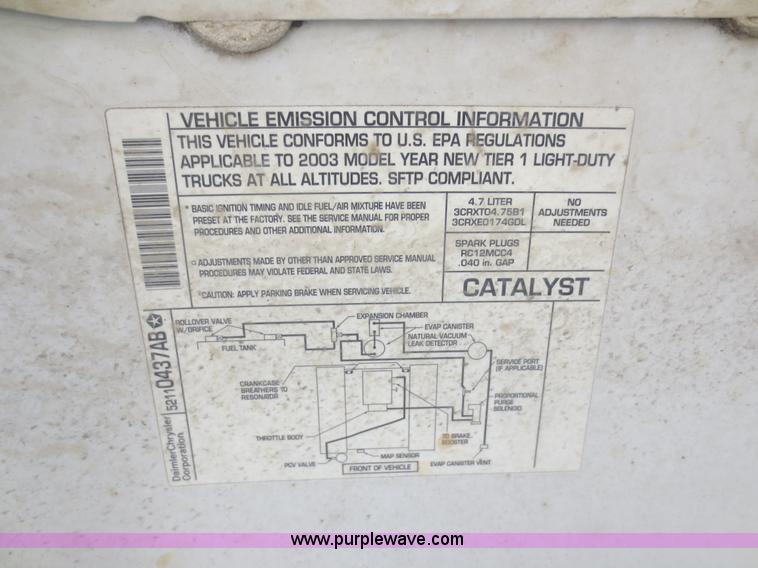 VEHICLE EMISSION CONTROL INFORMATION
THIS VEHICLE CONFORMS TO U.S. EPA REGULATIONS
APPLICABLE TO 2003 MODEL YEAR NEW TIER 1 LIGHT-DUTY
TRUCKS AT ALL ALTITUDES. SFTP COMPLIANT.
* BASIC IGNITION TIMING AND IDLE FUEL/AIR MIXTURE HAVE BEEN
PRESET AT THE FACTORY. SEE THE SERVICE MANUAL FOR PROPER
PROCEDURES AND OTHER ADDITIONAL INFORMATION.
○ ADJUSTMENTS MADE BY OTHER THAN APPROVED SERVICE MANUAL
PROCEDURES MAY VIOLATE FEDERAL AND STATE LAWS.
*CAUTION: APPLY PARKING BRAKE WHEN SERVICING VEHICLE.
4.7 LITER
3CRXT04.75B1
3CRXE0174GDL
NO
ADJUSTMENTS
NEEDED
SPARK PLUGS
RC12MCC4
.040 in. GAP
CATALYST
DaimlerChrysler
Corporation
52110437AB
ROLLOVER VALVE
W/ORIFICE
FUEL TANK
EXPANSION CHAMBER
EVAP CANISTER
NATURAL VACUUM
LEAK DETECTOR
SERVICE PORT
(IF APPLICABLE)
CRANKCASE
BREATHERS TO
RESONATOR
PROPORTIONAL
PURGE
SOLENOID
THROTTLE BODY
TO BRAKE
BOOSTER
PCV VALVE
MAP SENSOR
FRONT OF VEHICLE
EVAP CANISTER VENT
www.purplewave.com